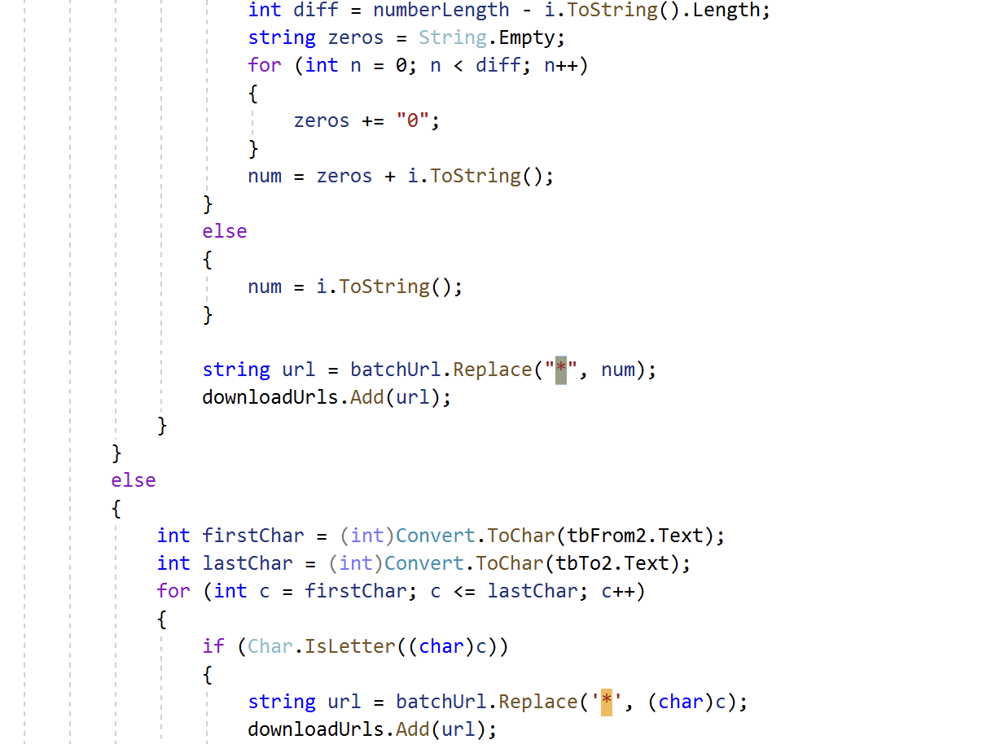 int diff = numberLength - i.ToString().Length;
string zeros = String.Empty;
for (int n = 0; n < diff; n++)
{
zeros += "0";
}
num = zeros + i.ToString();
}
else
{
num = i.ToString();
}
string url = batchUrl.Replace("*", num);
downloadUrls.Add(url);
}
}
else
{
int firstChar = (int)Convert.ToChar(tbFrom2.Text);
int lastChar = (int)Convert.ToChar(tbTo2.Text);
for (int c = firstChar; c <= lastChar; c++)
{
if (Char.IsLetter((char)c))
{
string url = batchUrl.Replace('*', (char)c);
downloadUrls.Add(url);